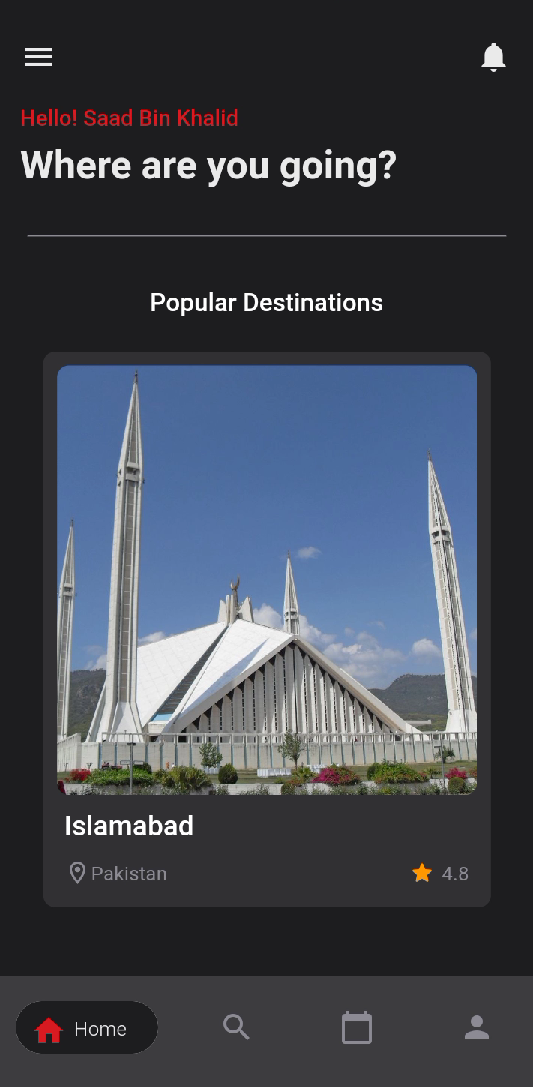 Hello! Saad Bin Khalid
Where are you going?
Popular Destinations
Islamabad
Pakistan
4.8
Home